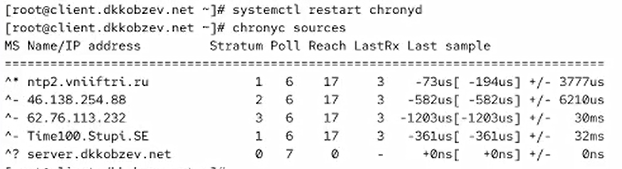 [root@client.dkkobzev.net ~]# systemctl restart chronyd
[root@client.dkkobzev.net ~]# chronyc sources
MS Name/IP address         Stratum Poll Reach LastRx Last sample
===============================================================================
^* ntp2.vniiftri.ru              1   6    17     3    -73us[ -194us] +/- 3777us
^- 46.138.254.88                 2   6    17     3   -582us[ -582us] +/- 6210us
^- 62.76.113.232                 3   6    17     3  -1203us[-1203us] +/-   30ms
^- Time100.Stupi.SE              1   6    17     3   -361us[ -361us] +/-   32ms
^? server.dkkobzev.net           0   7     0     -     +0ns[   +0ns] +/-    0ns